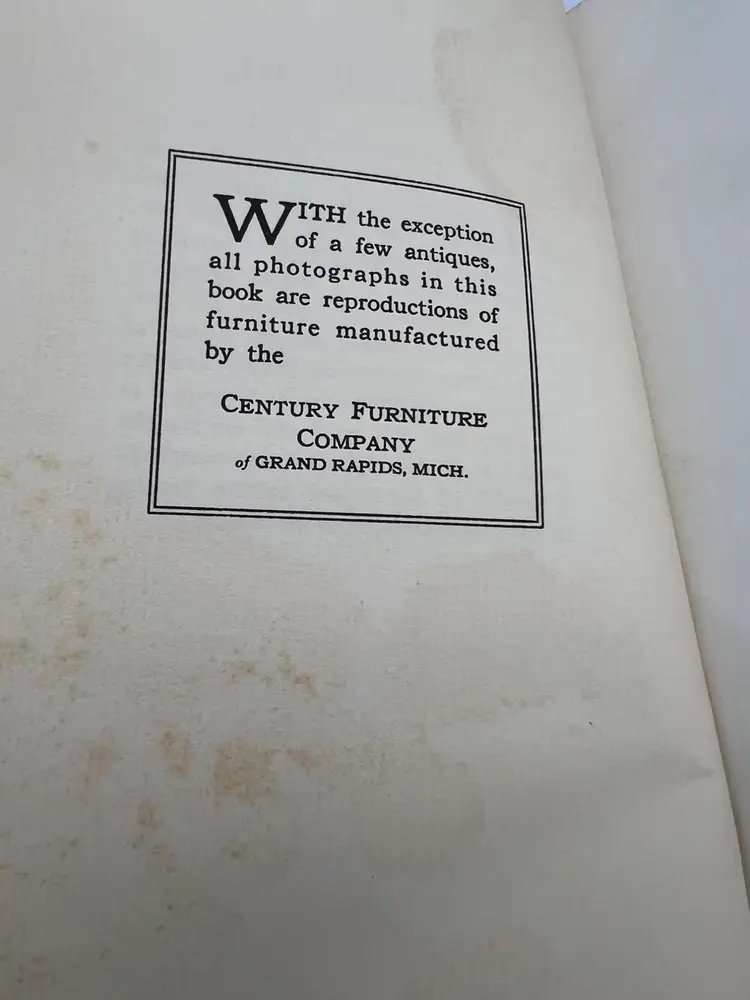 WITH the exception
of a few antiques,
all photographs in this
book are reproductions of
furniture manufactured
by the
CENTURY FURNITURE
COMPANY
of GRAND RAPIDS, MICH.